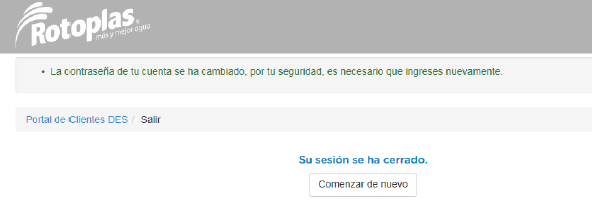 Rotoplas®
más y mejor agua
• La contraseña de tu cuenta se ha cambiado, por tu seguridad, es necesario que ingreses nuevamente.
Portal de Clientes DES / Salir
Su sesión se ha cerrado.
Comenzar de nuevo